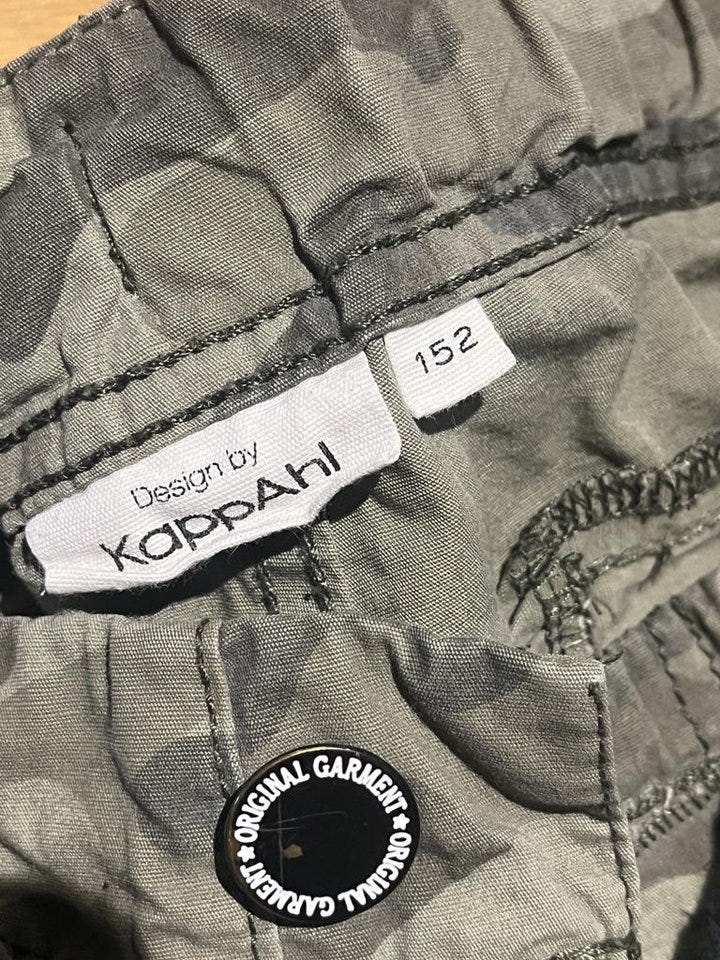 152
Design by
KappAhl
ORIGINAL GARMENT ★ ORIGINAL GARMENT ★